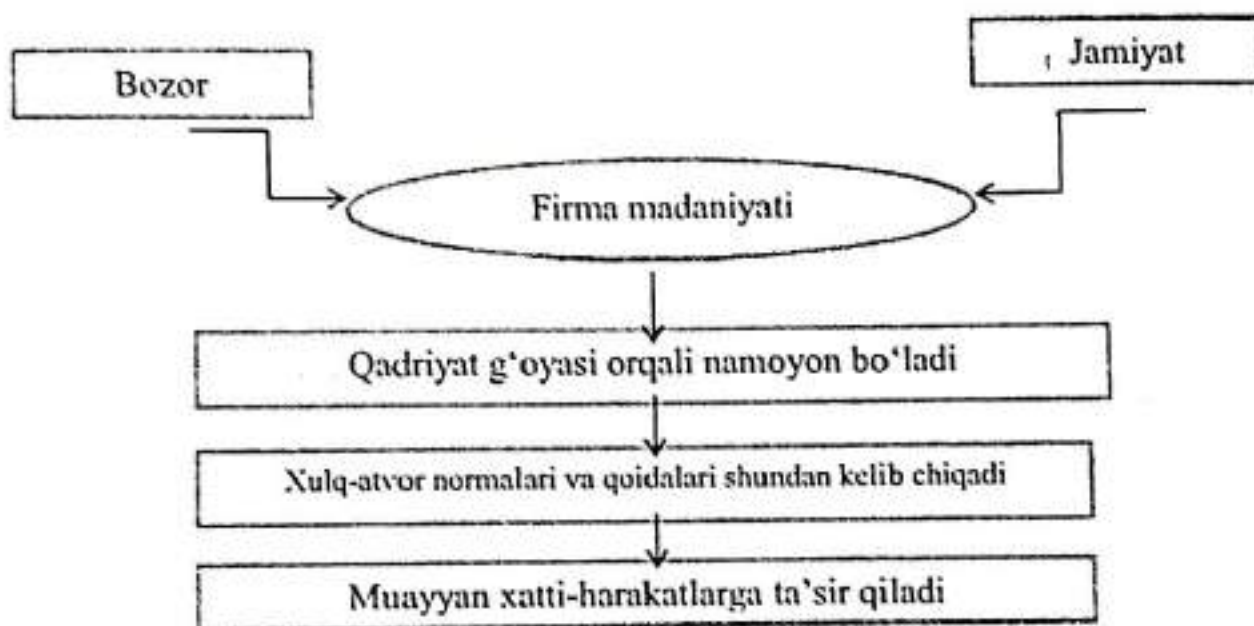 Bozor
Jamiyat
Firma madaniyati
Qadriyat g‘oyasi orqali namoyon bo‘ladi
Xulq-atvor normalari va qoidalari shundan kelib chiqadi
Muayyan xatti-harakatlarga ta’sir qiladi